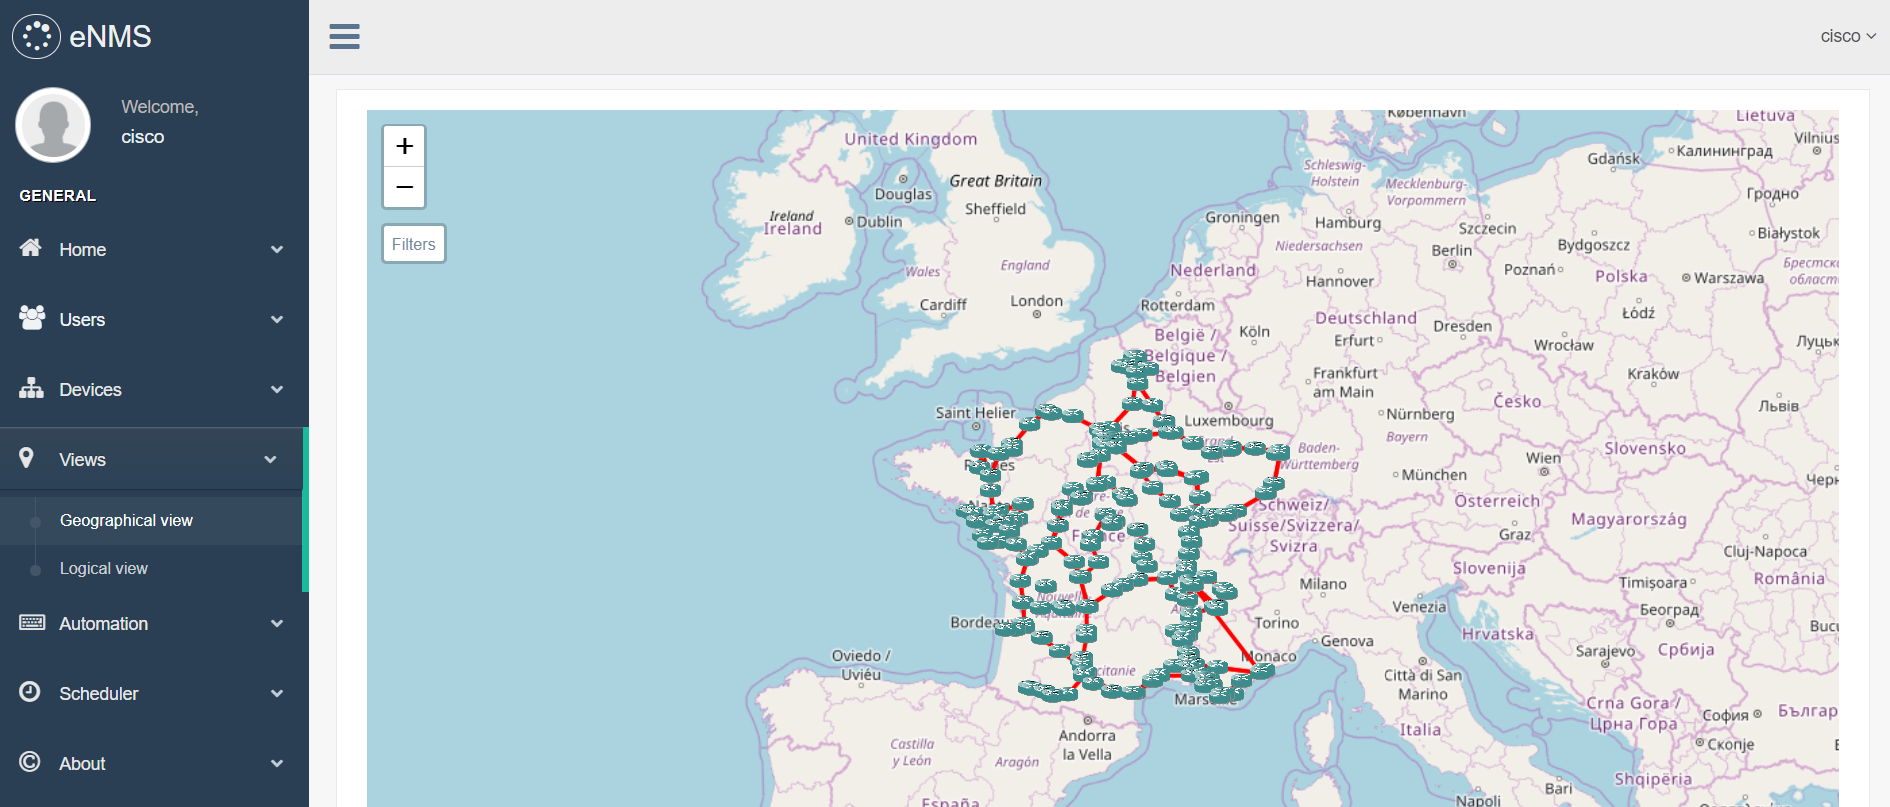 eNMS
Welcome,
cisco
GENERAL
Home
Users
Devices
Views
Geographical view
Logical view
Automation
Scheduler
About
cisco
+
−
Filters
København
Lietuva
Vilnius
United Kingdom
Gdańsk
Калининград
Schleswig-
Holstein
Mecklenburg-
Vorpommern
Great Britain
Douglas
Sheffield
Гродно
Ireland
Ireland
Dublin
Groningen
Hamburg
Szczecin
Białystok
Niedersachsen
Berlin
Bydgoszcz
Wales
England
Nederland
Hannover
Poznań
Polska
Warszawa
Cardiff
London
Rotterdam
Łódź
Deutschland
België /
Belgique /
Belgien
Köln
Erfurt
Dresden
Wrocław
Frankfurt
am Main
Kraków
Česko
Львів
Saint Helier
Luxembourg
Nürnberg
Bayern
Baden-
Württemberg
Slovensko
München
Wien
Österreich
Schweiz/
Suisse/Svizzera/
Svizra
Magyarország
France
Graz
Cluj-Napoca
Slovenija
Timișoara
România
Milano
Venezia
Београд
Torino
Hrvatska
Genova
Monaco
Sarajevo
Србија
Oviedo /
Uviéu
Città di San
Marino
Crna Gora /
Црна Гора
София
Italia
Скопје
Andorra
la Vella
Castilla
y León
Aragón
Shqipëria
España
Napoli
Bari